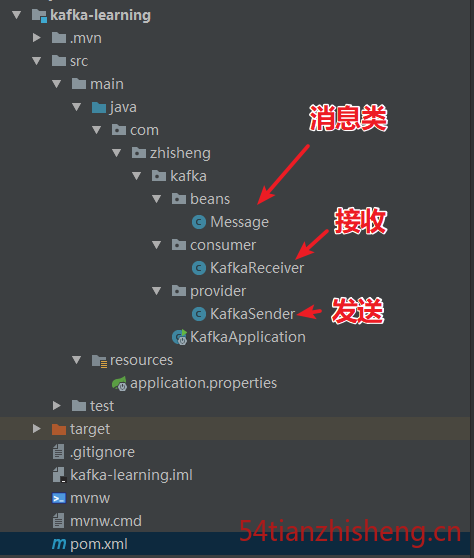 kafka-learning
.mvn
src
main
java
com
zhisheng
kafka
消息类
beans
Message
接收
consumer
KafkaReceiver
provider
KafkaSender
发送
KafkaApplication
resources
application.properties
test
target
.gitignore
kafka-learning.iml
mvnw
mvnw.cmd
54tianzhisheng.cn
pom.xml